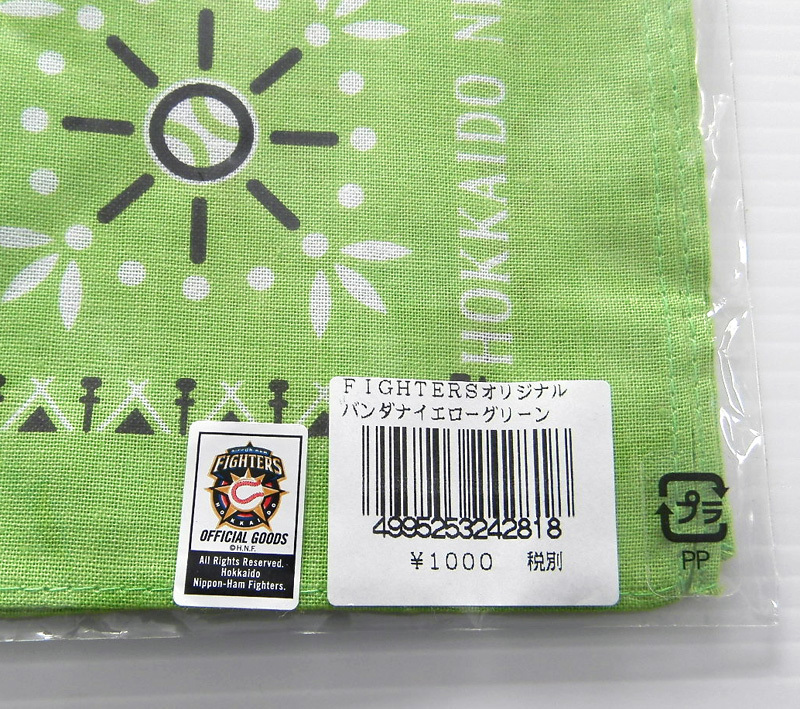 HOKKAIDO NI
FIGHTERSオリジナル
バンダナイエローグリーン
4995253242818
¥1000 税別
FIGHTERS
HOKKAIDO
OFFICIAL GOODS
©H.N.F.
All Rights Reserved.
Hokkaido
Nippon-Ham Fighters.
プラ
PP